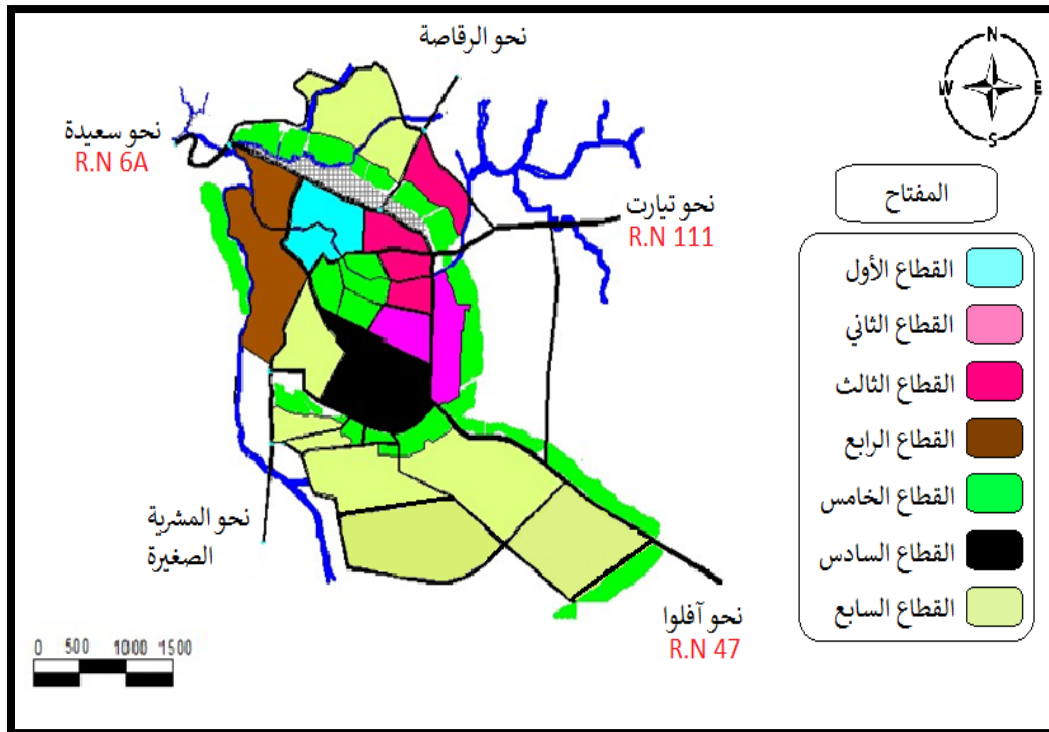 نحو الرقاصة
N
W
E
S
نحو سعيدة
R.N 6A
نحو تيارت
R.N 111
المفتاح
القطاع الأول
القطاع الثاني
القطاع الثالث
القطاع الرابع
القطاع الخامس
القطاع السادس
القطاع السابع
نحو المشرية
الصغيرة
نحو آفلوا
R.N 47
0 500 1000 1500